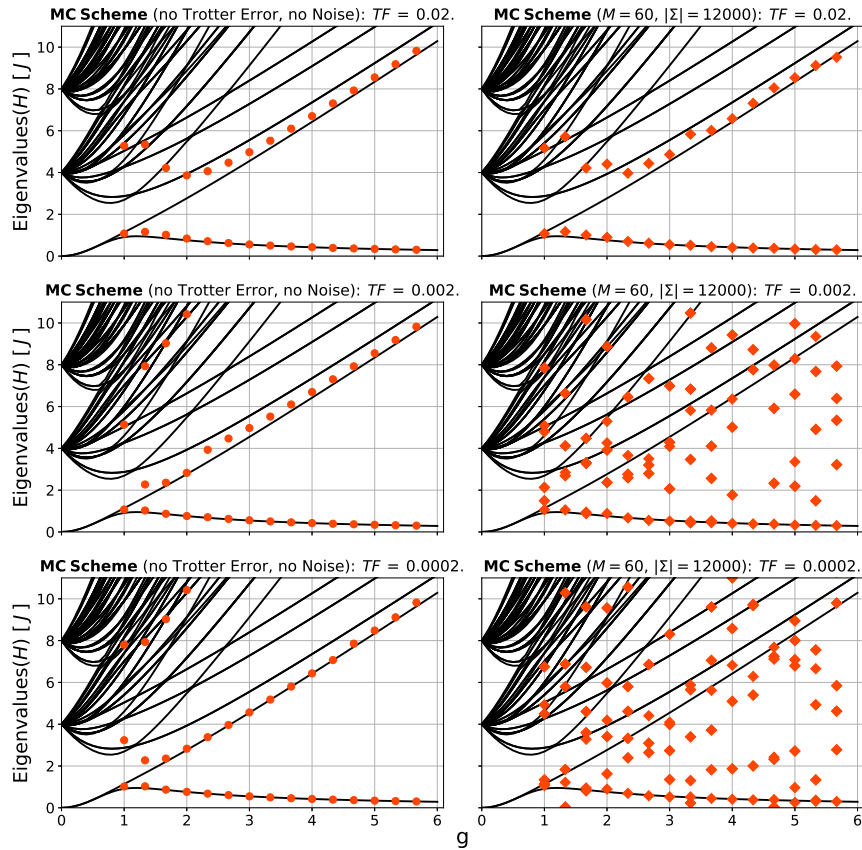 MC Scheme (no Trotter Error, no Noise): TF = 0.02.
MC Scheme (M = 60, |Σ| = 12000): TF = 0.02.
10
8
6
4
2
0
Eigenvalues(H) [J]
MC Scheme (no Trotter Error, no Noise): TF = 0.002.
MC Scheme (M = 60, |Σ| = 12000): TF = 0.002.
10
8
6
4
2
0
Eigenvalues(H) [J]
MC Scheme (no Trotter Error, no Noise): TF = 0.0002.
MC Scheme (M = 60, |Σ| = 12000): TF = 0.0002.
10
8
6
4
2
0
Eigenvalues(H) [J]
0 1 2 3 4 5 6
0 1 2 3 4 5 6
g